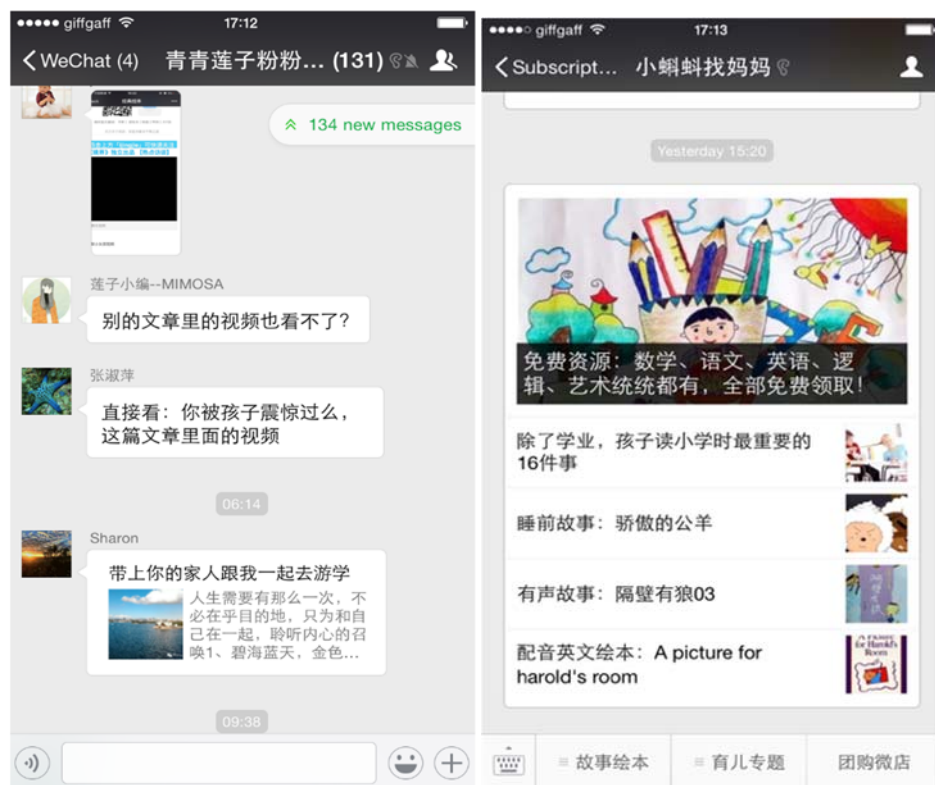 giffgaff 17:12
WeChat (4) 青青莲子粉粉... (131)
134 new messages
莲子小编--MIMOSA
别的文章里的视频也看不了?
张淑萍
直接看:你被孩子震惊过么,
这篇文章里面的视频
06:14
Sharon
带上你的家人跟我一起去游学
人生需要有那么一次,不
必在乎目的地,只为和自
己在一起,聆听内心的召
唤1、碧海蓝天,金色...
09:38
giffgaff 17:13
Subscript... 小蝌蚪找妈妈
Yesterday 15:20
免费资源:数学、语文、英语、逻
辑、艺术统统都有,全部免费领取!
除了学业,孩子读小学时最重要的
16件事
睡前故事:骄傲的公羊
有声故事:隔壁有狼03
配音英文绘本:A picture for
harold's room
A Picture
for Harold's
Room
故事绘本 育儿专题 团购微店